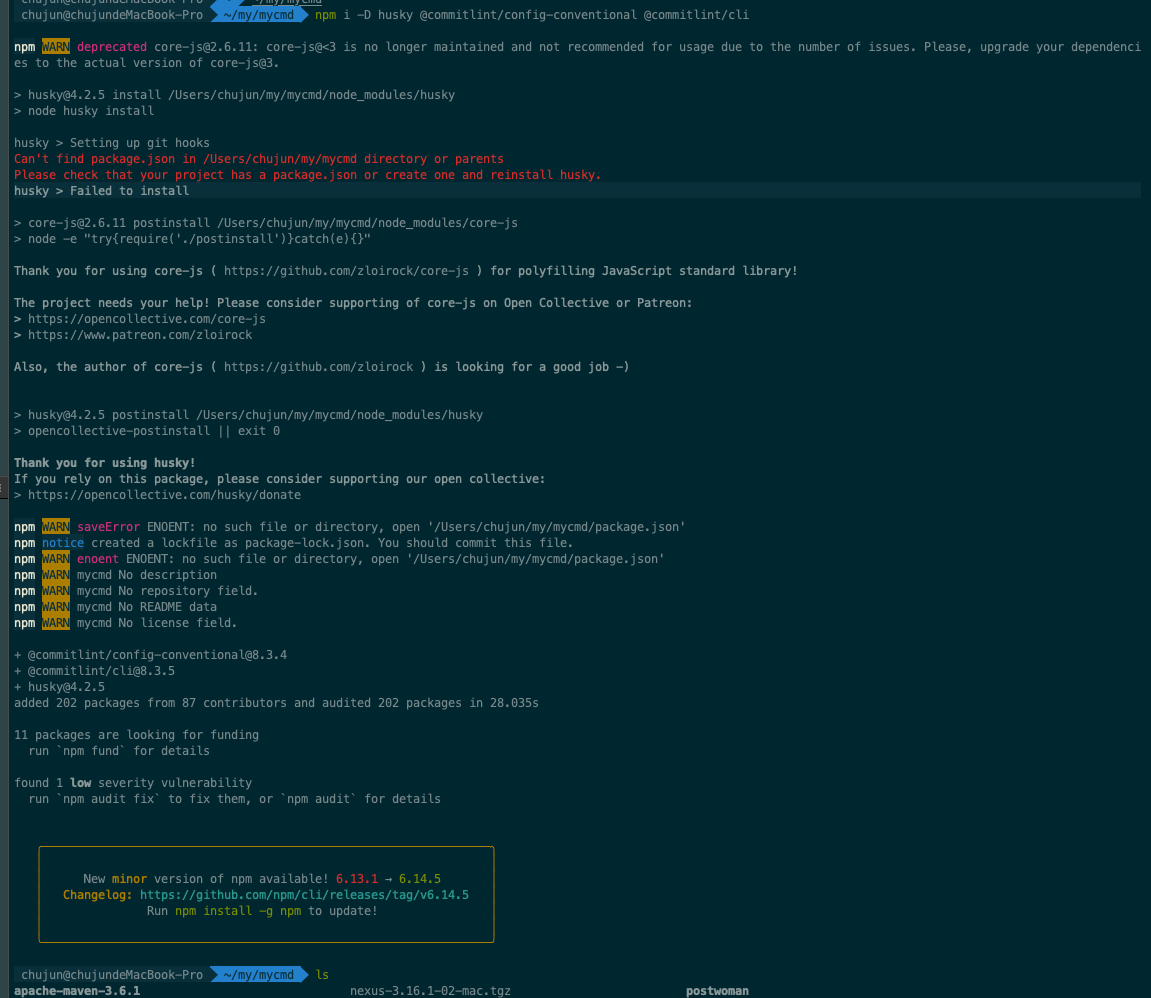 chujun@chujundeMacBook-Pro ~/my/mycmd
chujun@chujundeMacBook-Pro ~/my/mycmd npm i -D husky @commitlint/config-conventional @commitlint/cli
npm WARN deprecated core-js@2.6.11: core-js@<3 is no longer maintained and not recommended for usage due to the number of issues. Please, upgrade your dependenci
es to the actual version of core-js@3.
> husky@4.2.5 install /Users/chujun/my/mycmd/node_modules/husky
> node husky install
husky > Setting up git hooks
Can't find package.json in /Users/chujun/my/mycmd directory or parents
Please check that your project has a package.json or create one and reinstall husky.
husky > Failed to install
> core-js@2.6.11 postinstall /Users/chujun/my/mycmd/node_modules/core-js
> node -e "try{require('./postinstall')}catch(e){}"
Thank you for using core-js ( https://github.com/zloirock/core-js ) for polyfilling JavaScript standard library!
The project needs your help! Please consider supporting of core-js on Open Collective or Patreon:
> https://opencollective.com/core-js
> https://www.patreon.com/zloirock
Also, the author of core-js ( https://github.com/zloirock ) is looking for a good job -)
> husky@4.2.5 postinstall /Users/chujun/my/mycmd/node_modules/husky
> opencollective-postinstall || exit 0
Thank you for using husky!
If you rely on this package, please consider supporting our open collective:
> https://opencollective.com/husky/donate
npm WARN saveError ENOENT: no such file or directory, open '/Users/chujun/my/mycmd/package.json'
npm notice created a lockfile as package-lock.json. You should commit this file.
npm WARN enoent ENOENT: no such file or directory, open '/Users/chujun/my/mycmd/package.json'
npm WARN mycmd No description
npm WARN mycmd No repository field.
npm WARN mycmd No README data
npm WARN mycmd No license field.
+ @commitlint/config-conventional@8.3.4
+ @commitlint/cli@8.3.5
+ husky@4.2.5
added 202 packages from 87 contributors and audited 202 packages in 28.035s
11 packages are looking for funding
run `npm fund` for details
found 1 low severity vulnerability
run `npm audit fix` to fix them, or `npm audit` for details
New minor version of npm available! 6.13.1 → 6.14.5
Changelog: https://github.com/npm/cli/releases/tag/v6.14.5
Run npm install -g npm to update!
chujun@chujundeMacBook-Pro ~/my/mycmd ls
apache-maven-3.6.1 nexus-3.16.1-02-mac.tgz postwoman